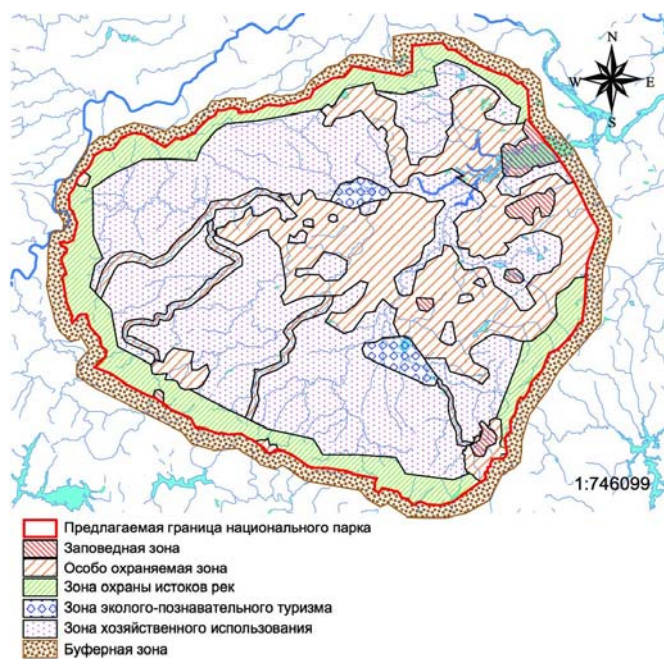 N
W E
S
1:746099
Предлагаемая граница национального парка
Заповедная зона
Особо охраняемая зона
Зона охраны истоков рек
Зона эколого-познавательного туризма
Зона хозяйственного использования
Буферная зона